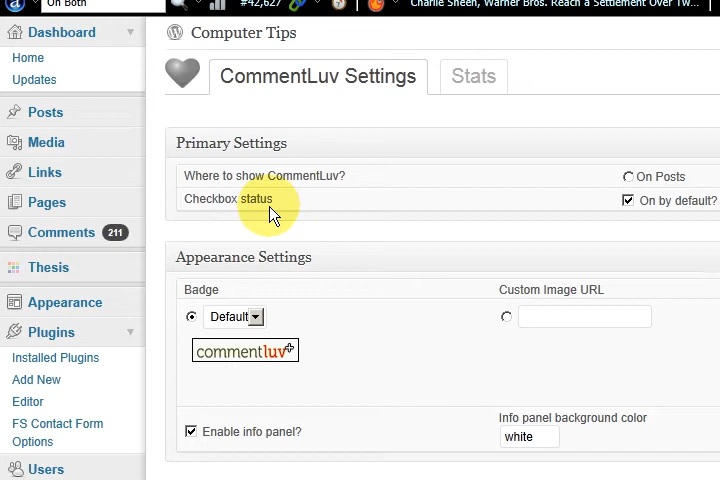 On Both
#42,627
Charlie Sheen, Warner Bros. Reach a Settlement Over Tw...
Dashboard
Home
Updates
Posts
Media
Links
Pages
Comments 211
Thesis
Appearance
Plugins
Installed Plugins
Add New
Editor
FS Contact Form
Options
Users
Computer Tips
CommentLuv Settings Stats
Primary Settings
Where to show CommentLuv? On Posts
Checkbox status On by default?
Appearance Settings
Badge Custom Image URL
Default
commentluv+
Enable info panel?
Info panel background color
white